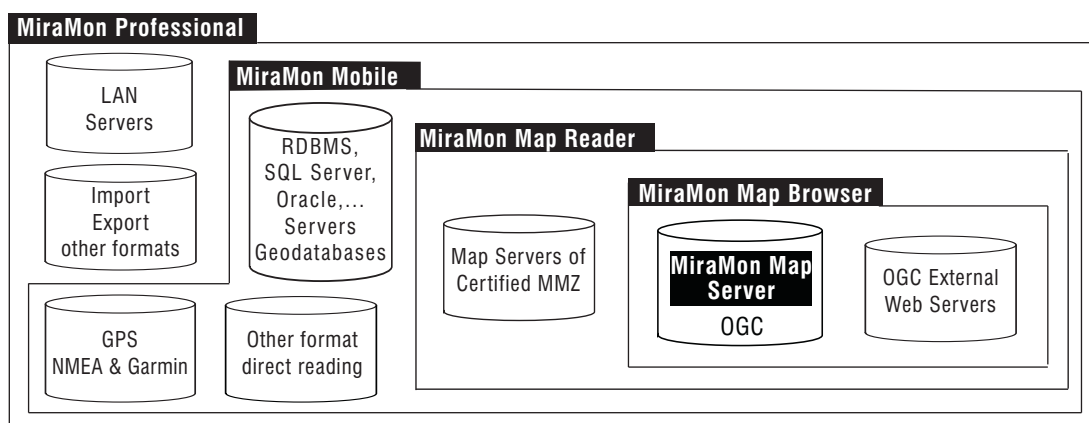 MiraMon Professional
LAN
Servers
Import
Export
other formats
MiraMon Mobile
RDBMS,
SQL Server,
Oracle,...
Servers
Geodatabases
GPS
NMEA & Garmin
Other format
direct reading
MiraMon Map Reader
Map Servers of
Certified MMZ
MiraMon Map Browser
MiraMon Map
Server
OGC
OGC External
Web Servers